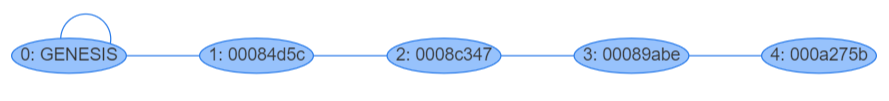 0: GENESIS
1: 00084d5c
2: 0008c347
3: 00089abe
4: 000a275b